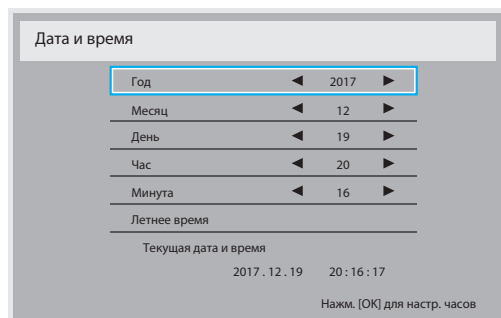 Дата и время
Год ◀ 2017 ▶
Месяц ◀ 12 ▶
День ◀ 19 ▶
Час ◀ 20 ▶
Минута ◀ 16 ▶
Летнее время
Текущая дата и время
2017 . 12 . 19 20 : 16 : 17
Нажм. [OK] для настр. часов